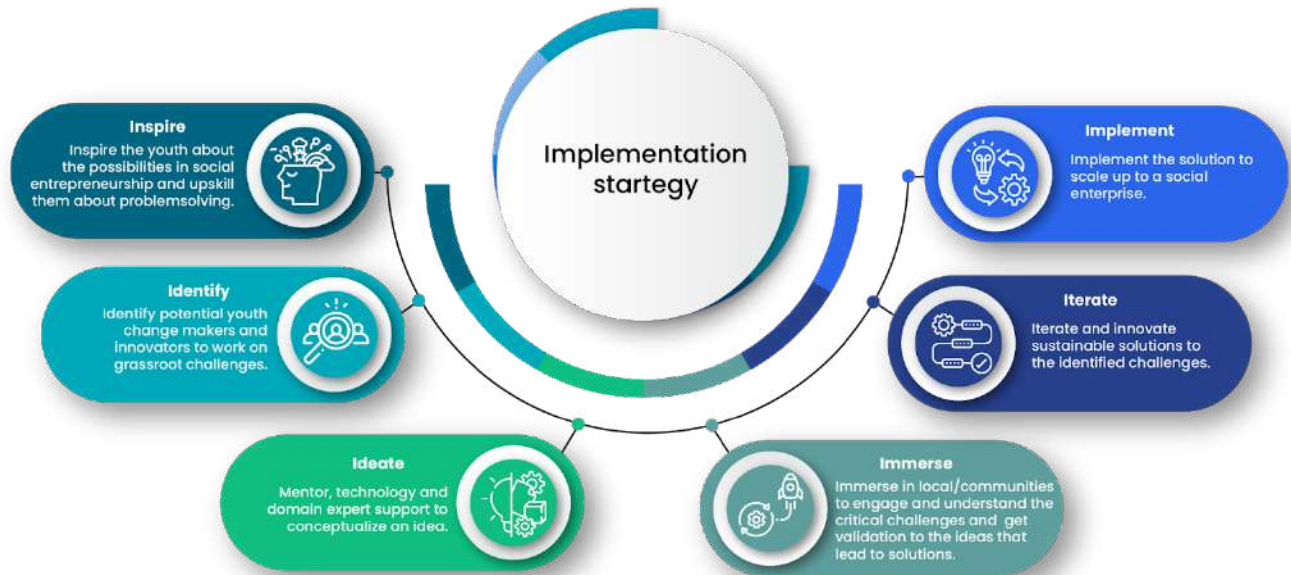 Implementation
startegy
Inspire
Inspire the youth about
the possibilities in social
entrepreneurship and upskill
them about problemsolving.
Identify
Identify potential youth
change makers and
innovators to work on
grassroot challenges.
Ideate
Mentor, technology and
domain expert support to
conceptualize an idea.
Immerse
Immerse in local/communities
to engage and understand the
critical challenges and get
validation to the ideas that
lead to solutions.
Iterate
Iterate and innovate
sustainable solutions to
the identified challenges.
Implement
Implement the solution to
scale up to a social
enterprise.